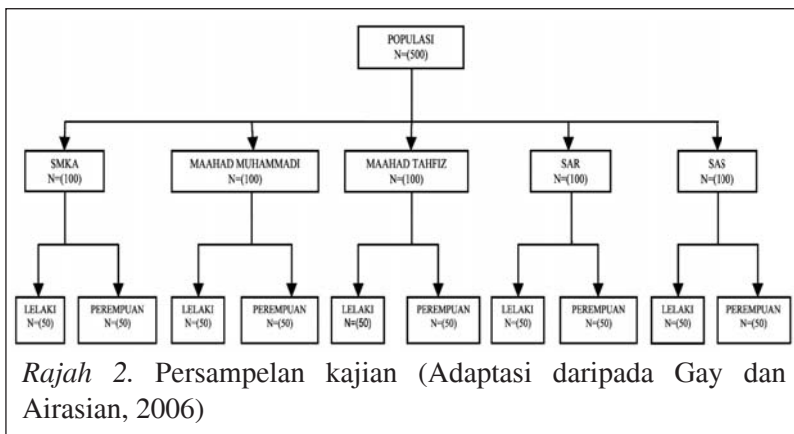 POPULASI
N=(500)
SMKA
N=(100)
MAAHAD MUHAMMADI
N=(100)
MAAHAD TAHFIZ
N=(100)
SAR
N=(100)
SAS
N=(100)
LELAKI
N=(50)
PEREMPUAN
N=(50)
LELAKI
N=(50)
PEREMPUAN
N=(50)
LELAKI
N=(50)
PEREMPUAN
N=(50)
LELAKI
N=(50)
PEREMPUAN
N=(50)
LELAKI
N=(50)
PEREMPUAN
N=(50)
Rajah 2. Persampelan kajian (Adaptasi daripada Gay dan
Airasian, 2006)